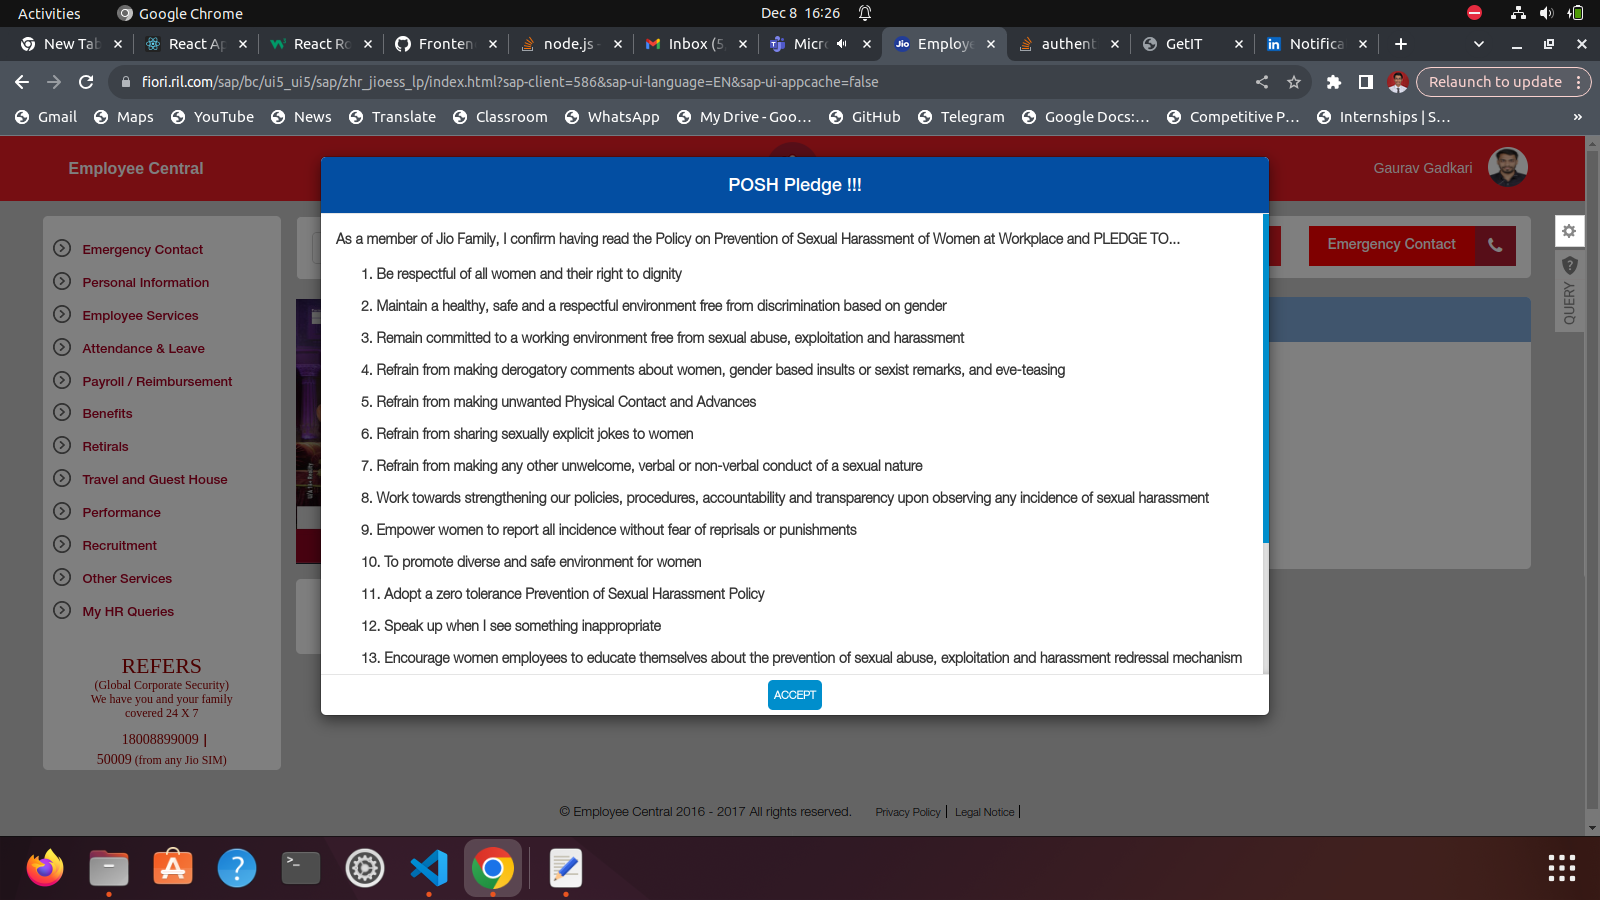 Activities
Google Chrome
Dec 8 16:26
New Tab
React Ap
React Ro
Fronten
node.js -
Inbox (5
Micro
Employe
authent
GetIT
Notifica
fiori.ril.com/sap/bc/ui5_ui5/sap/zhr_jioess_lp/index.html?sap-client=586&sap-ui-language=EN&sap-ui-appcache=false
Relaunch to update
Gmail
Maps
YouTube
News
Translate
Classroom
WhatsApp
My Drive - Goo…
GitHub
Telegram
Google Docs:…
Competitive P…
Internships | S…
»
Employee Central
Gaurav Gadkari
POSH Pledge !!!
As a member of Jio Family, I confirm having read the Policy on Prevention of Sexual Harassment of Women at Workplace and PLEDGE TO...
1. Be respectful of all women and their right to dignity
2. Maintain a healthy, safe and a respectful environment free from discrimination based on gender
3. Remain committed to a working environment free from sexual abuse, exploitation and harassment
4. Refrain from making derogatory comments about women, gender based insults or sexist remarks, and eve-teasing
5. Refrain from making unwanted Physical Contact and Advances
6. Refrain from sharing sexually explicit jokes to women
7. Refrain from making any other unwelcome, verbal or non-verbal conduct of a sexual nature
8. Work towards strengthening our policies, procedures, accountability and transparency upon observing any incidence of sexual harassment
9. Empower women to report all incidence without fear of reprisals or punishments
10. To promote diverse and safe environment for women
11. Adopt a zero tolerance Prevention of Sexual Harassment Policy
12. Speak up when I see something inappropriate
13. Encourage women employees to educate themselves about the prevention of sexual abuse, exploitation and harassment redressal mechanism
ACCEPT
Emergency Contact
Personal Information
Employee Services
Attendance & Leave
Payroll / Reimbursement
Benefits
Retirals
Travel and Guest House
Performance
Recruitment
Other Services
My HR Queries
REFERS
(Global Corporate Security)
We have you and your family
covered 24 X 7
18008899009 |
50009 (from any Jio SIM)
Emergency Contact
QUERY
© Employee Central 2016 - 2017 All rights reserved.
Privacy Policy |
Legal Notice |